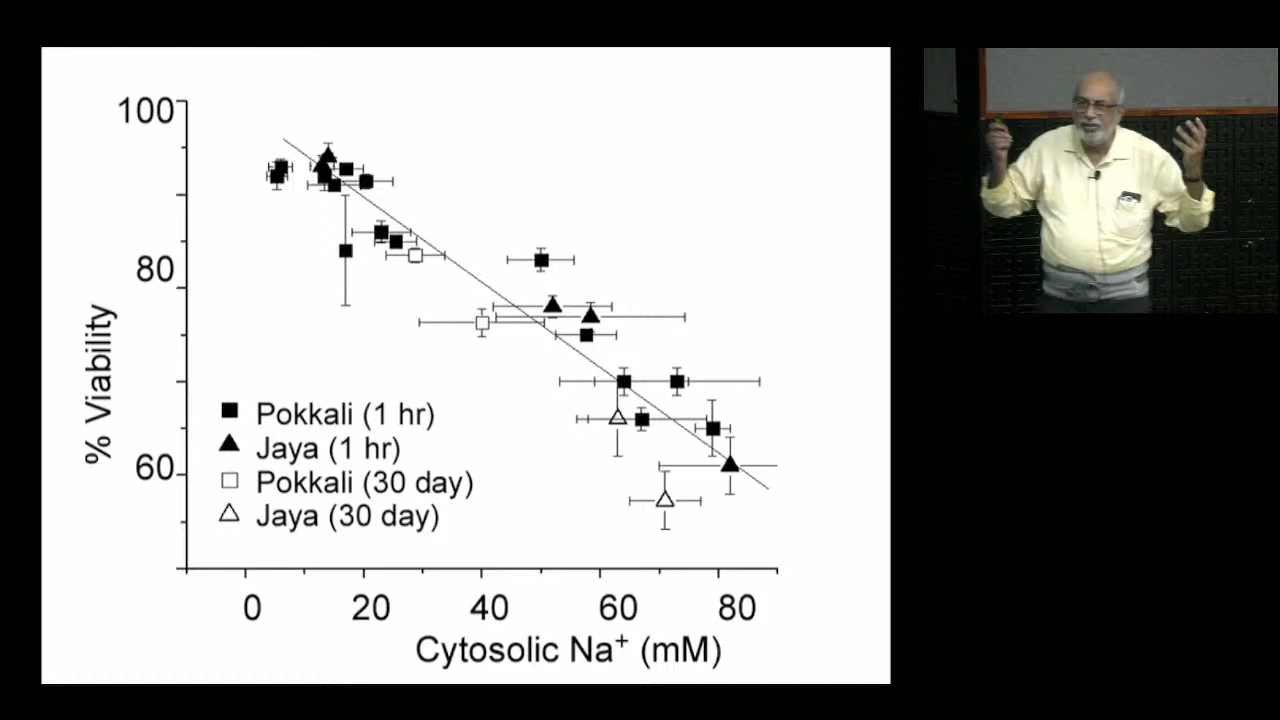 100
80
60
% Viability
Pokkali (1 hr)
Jaya (1 hr)
Pokkali (30 day)
Jaya (30 day)
0 20 40 60 80
Cytosolic Na⁺ (mM)